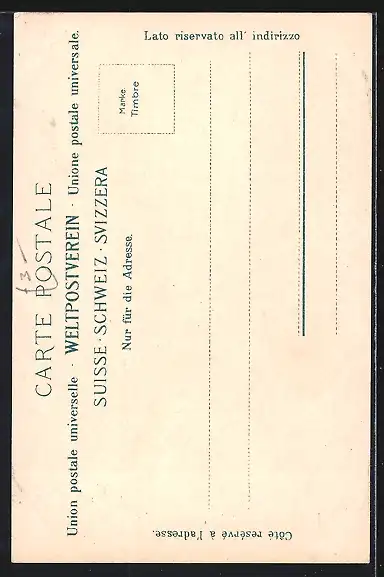 CARTE POSTALE
Union postale universelle · WELTPOSTVEREIN · Unione postale universale.
SUISSE · SCHWEIZ · SVIZZERA
Nur für die Adresse.
Marke
Timbre
Côté resérvé à l'adresse.
Lato riservato all' indirizzo